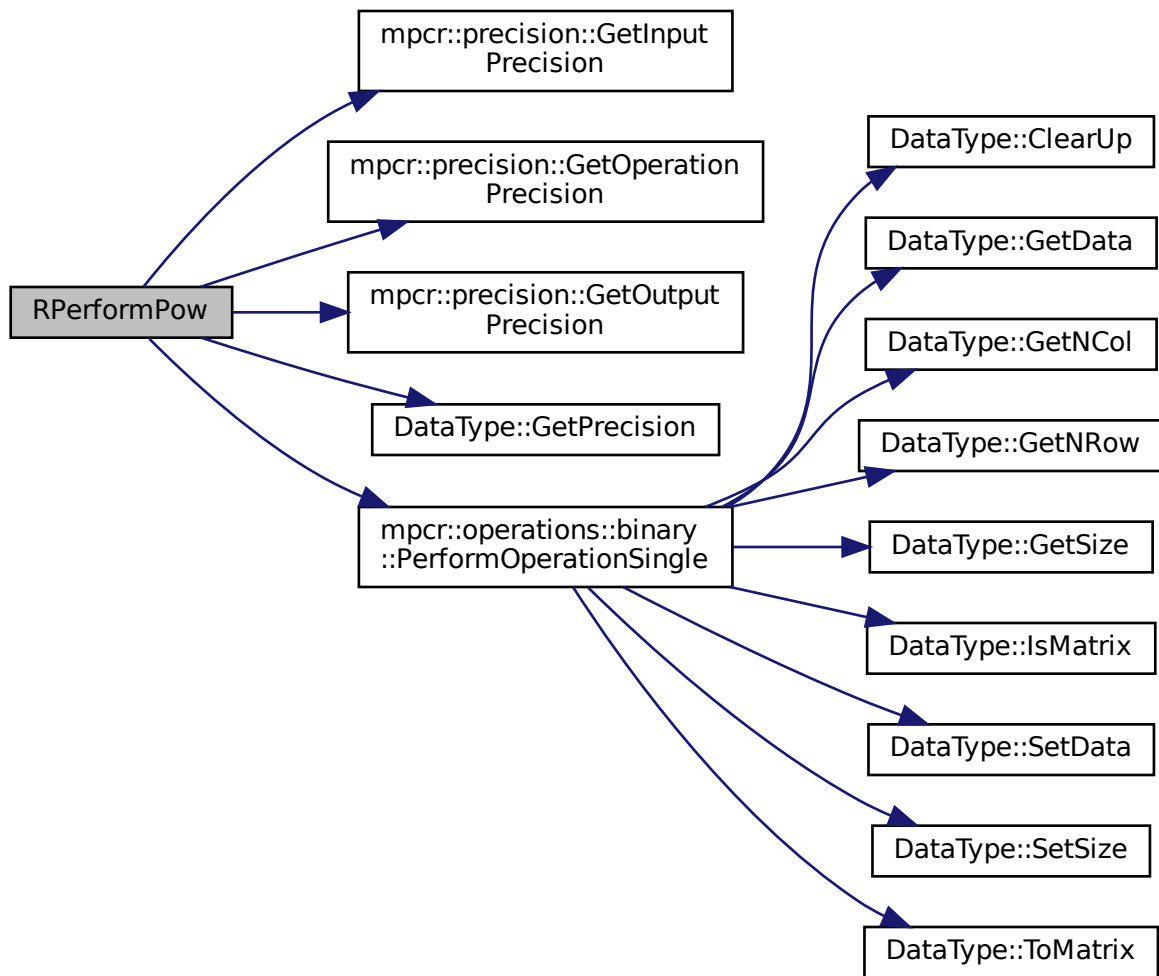 RPerformPow
mpcr::precision::GetInput
Precision
mpcr::precision::GetOperation
Precision
mpcr::precision::GetOutput
Precision
DataType::GetPrecision
mpcr::operations::binary
::PerformOperationSingle
DataType::ClearUp
DataType::GetData
DataType::GetNCol
DataType::GetNRow
DataType::GetSize
DataType::IsMatrix
DataType::SetData
DataType::SetSize
DataType::ToMatrix